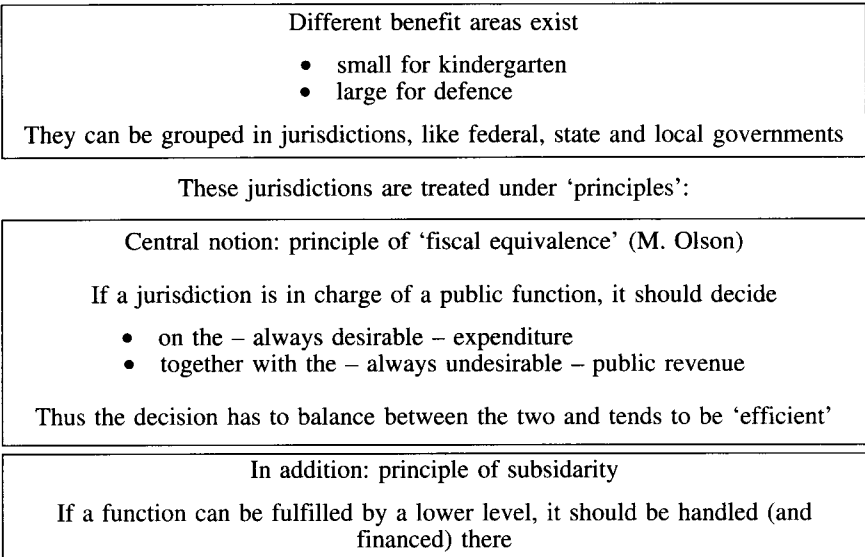 Different benefit areas exist
• small for kindergarten
• large for defence
They can be grouped in jurisdictions, like federal, state and local governments
These jurisdictions are treated under ‘principles’:
Central notion: principle of ‘fiscal equivalence’ (M. Olson)
If a jurisdiction is in charge of a public function, it should decide
• on the – always desirable – expenditure
• together with the – always undesirable – public revenue
Thus the decision has to balance between the two and tends to be ‘efficient’
In addition: principle of subsidarity
If a function can be fulfilled by a lower level, it should be handled (and
financed) there